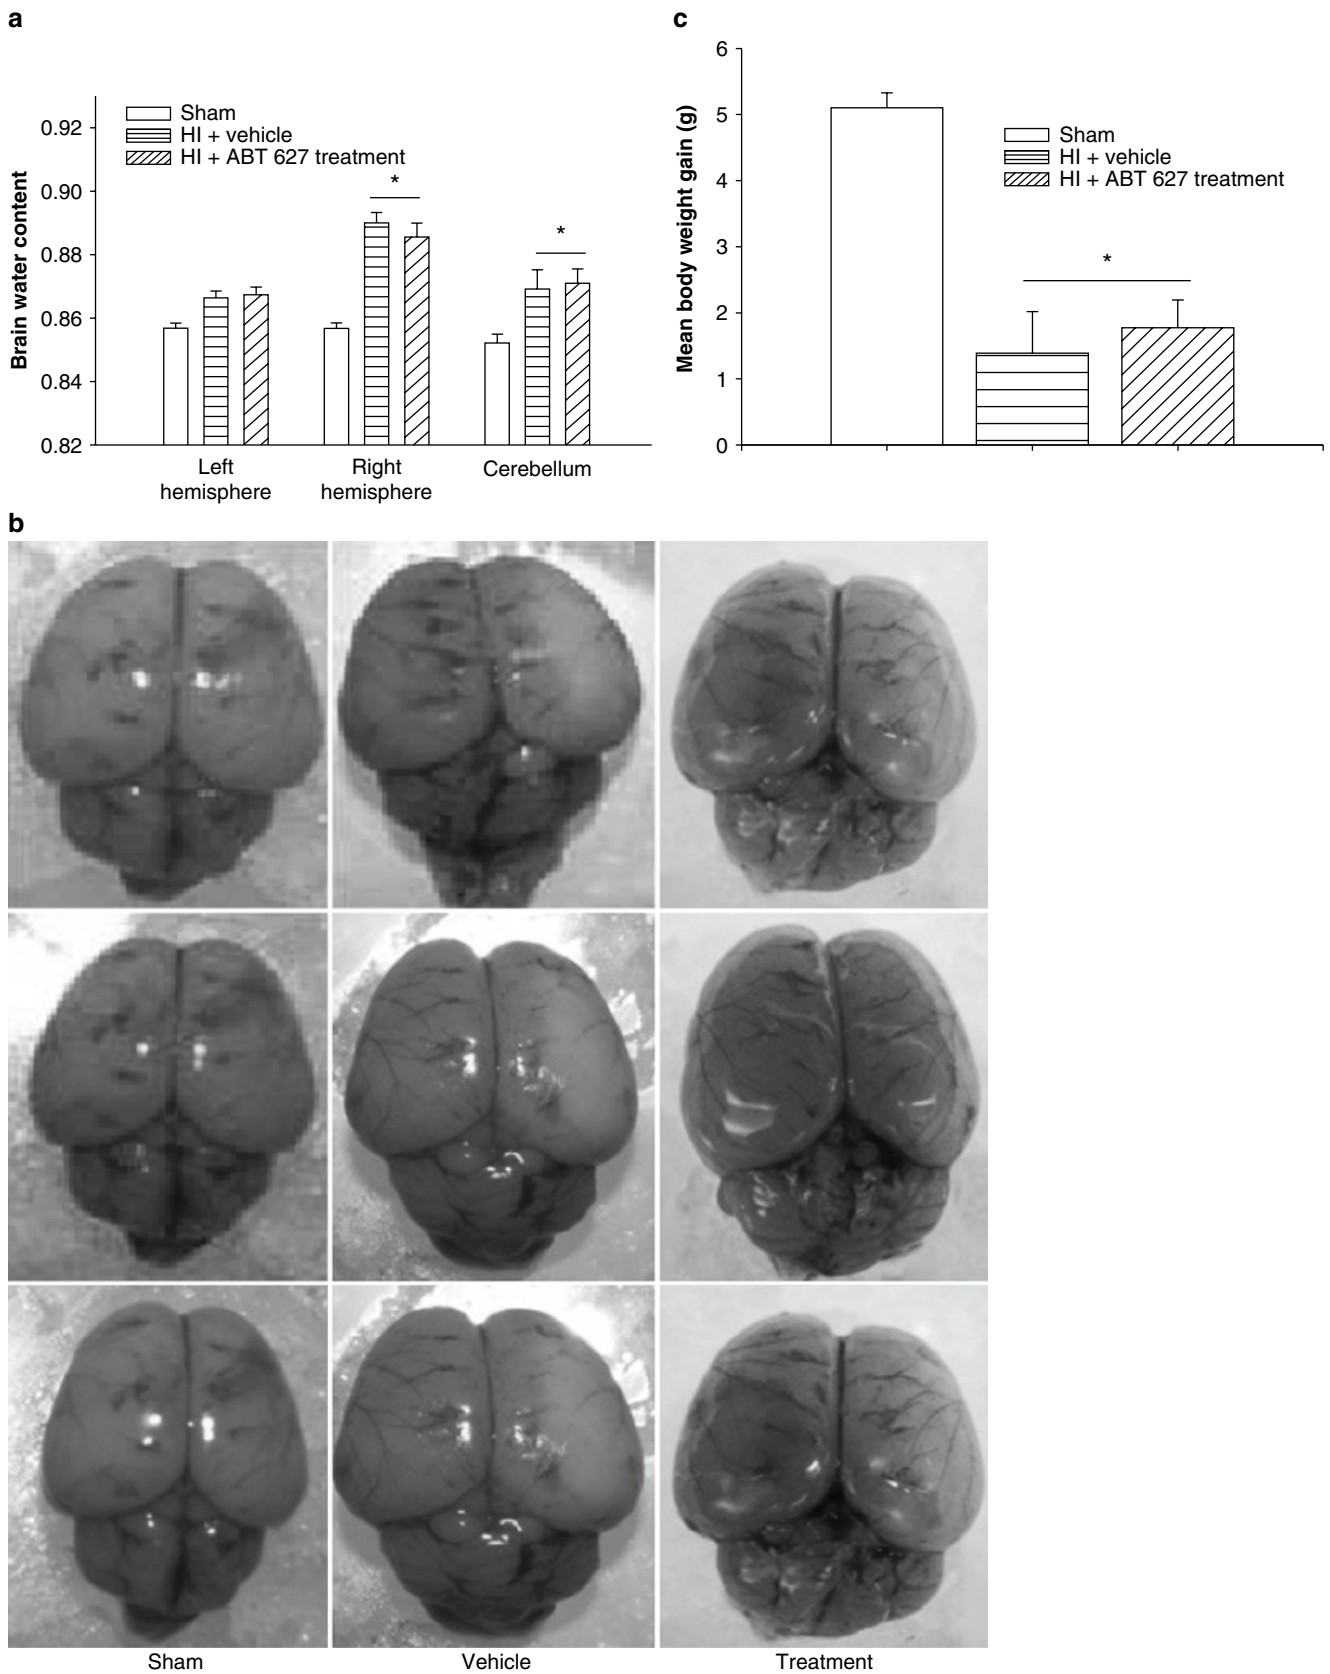 a
Sham
HI + vehicle
HI + ABT 627 treatment
Brain water content
0.92
0.90
0.88
0.86
0.84
0.82
*
*
Left
hemisphere
Right
hemisphere
Cerebellum
c
Mean body weight gain (g)
6
5
4
3
2
1
0
Sham
HI + vehicle
HI + ABT 627 treatment
*
b
Sham
Vehicle
Treatment